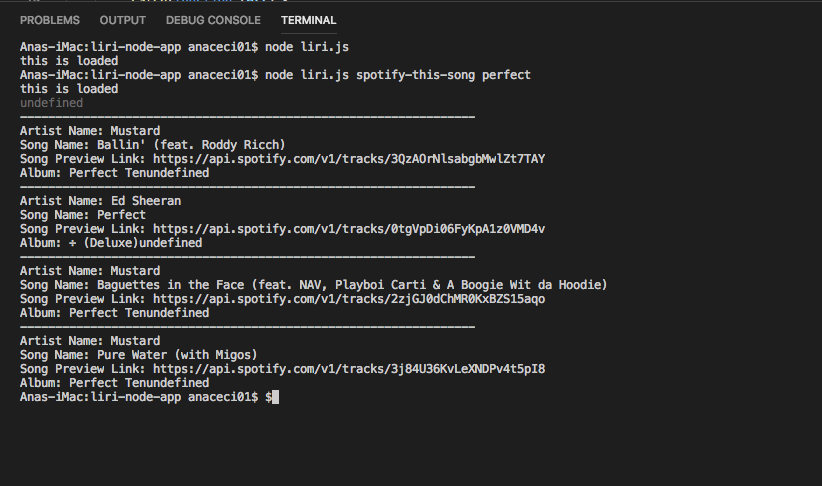 PROBLEMS OUTPUT DEBUG CONSOLE TERMINAL
Anas-iMac:liri-node-app anaceci01$ node liri.js
this is loaded
Anas-iMac:liri-node-app anaceci01$ node liri.js spotify-this-song perfect
this is loaded
undefined
-----------------------------------------------------------------
Artist Name: Mustard
Song Name: Ballin' (feat. Roddy Ricch)
Song Preview Link: https://api.spotify.com/v1/tracks/3QzAOrNlsabgbMwlZt7TAY
Album: Perfect Tenundefined
-----------------------------------------------------------------
Artist Name: Ed Sheeran
Song Name: Perfect
Song Preview Link: https://api.spotify.com/v1/tracks/0tgVpDi06FyKpA1z0VMD4v
Album: + (Deluxe)undefined
-----------------------------------------------------------------
Artist Name: Mustard
Song Name: Baguettes in the Face (feat. NAV, Playboi Carti & A Boogie Wit da Hoodie)
Song Preview Link: https://api.spotify.com/v1/tracks/2zjGJ0dChMR0KxBZS15aqo
Album: Perfect Tenundefined
-----------------------------------------------------------------
Artist Name: Mustard
Song Name: Pure Water (with Migos)
Song Preview Link: https://api.spotify.com/v1/tracks/3j84U36KvLeXNDPv4t5pI8
Album: Perfect Tenundefined
Anas-iMac:liri-node-app anaceci01$ $